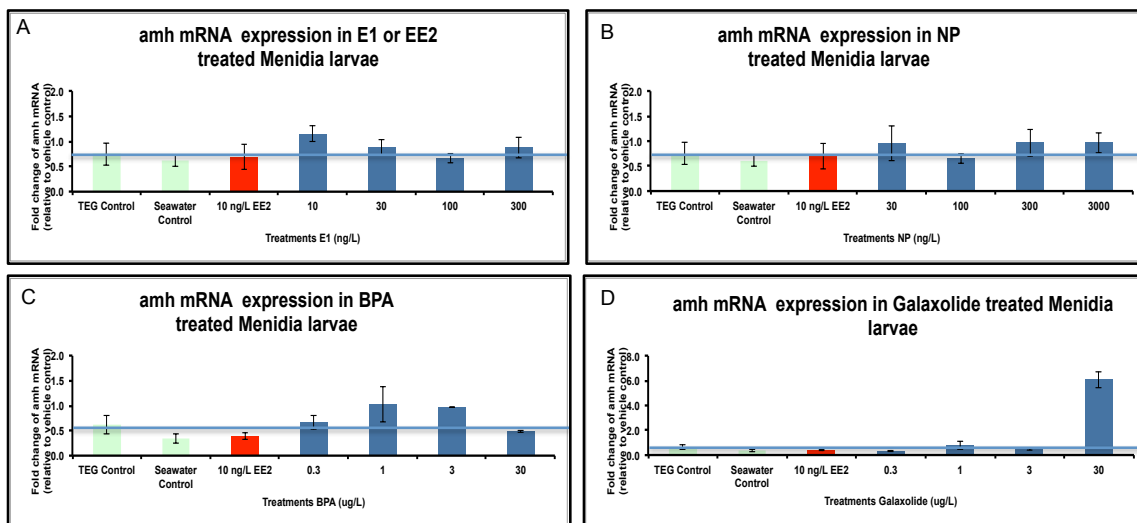 A
amh mRNA expression in E1 or EE2
treated Menidia larvae
Fold change of amh mRNA
(relative to vehicle control)
2.0
1.5
1.0
0.5
0.0
TEG Control
Seawater
Control
10 ng/L EE2
10
30
100
300
Treatments E1 (ng/L)
B
amh mRNA expression in NP
treated Menidia larvae
Fold change of amh mRNA
(relative to vehicle control)
2.0
1.5
1.0
0.5
0.0
TEG Control
Seawater
Control
10 ng/L EE2
30
100
300
3000
Treatments NP (ng/L)
C
amh mRNA expression in BPA
treated Menidia larvae
Fold change of amh mRNA
(relative to vehicle control)
2.0
1.5
1.0
0.5
0.0
TEG Control
Seawater
Control
10 ng/L EE2
0.3
1
3
30
Treatments BPA (ug/L)
D
amh mRNA expression in Galaxolide treated Menidia
larvae
Fold change of amh mRNA
(relative to vehicle control)
8.0
6.0
4.0
2.0
0.0
TEG Control
Seawater
Control
10 ng/L EE2
0.3
1
3
30
Treatments Galaxolide (ug/L)